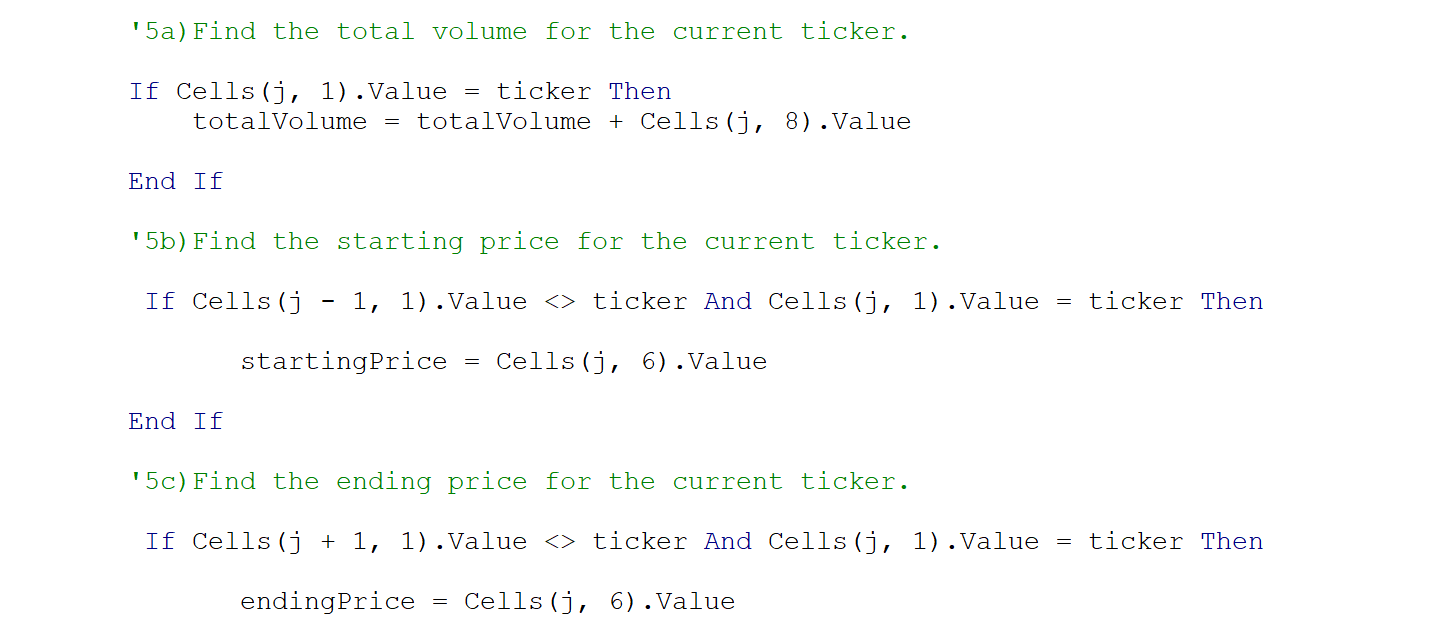 '5a)Find the total volume for the current ticker.
If Cells(j, 1).Value = ticker Then
totalVolume = totalVolume + Cells(j, 8).Value
End If
'5b)Find the starting price for the current ticker.
If Cells(j - 1, 1).Value <> ticker And Cells(j, 1).Value = ticker Then
startingPrice = Cells(j, 6).Value
End If
'5c)Find the ending price for the current ticker.
If Cells(j + 1, 1).Value <> ticker And Cells(j, 1).Value = ticker Then
endingPrice = Cells(j, 6).Value